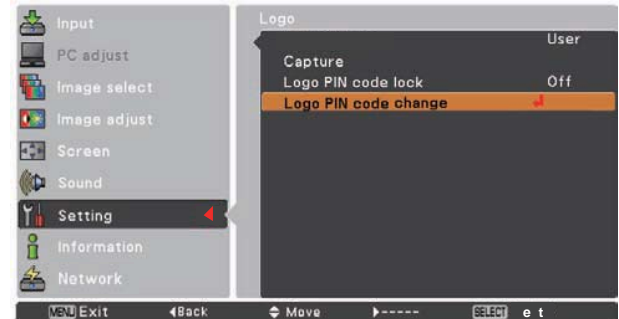 Input
PC adjust
Image select
Image adjust
Screen
Sound
Setting
Information
Network
Logo
User
Capture
Logo PIN code lock Off
Logo PIN code change
MENU Exit Back Move ----- SELECT e t